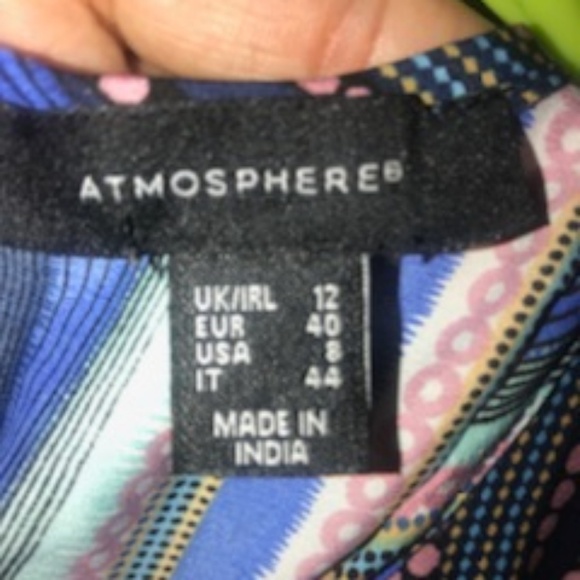 ATMOSPHERE®
UK/IRL 12
EUR 40
USA 8
IT 44
MADE IN
INDIA